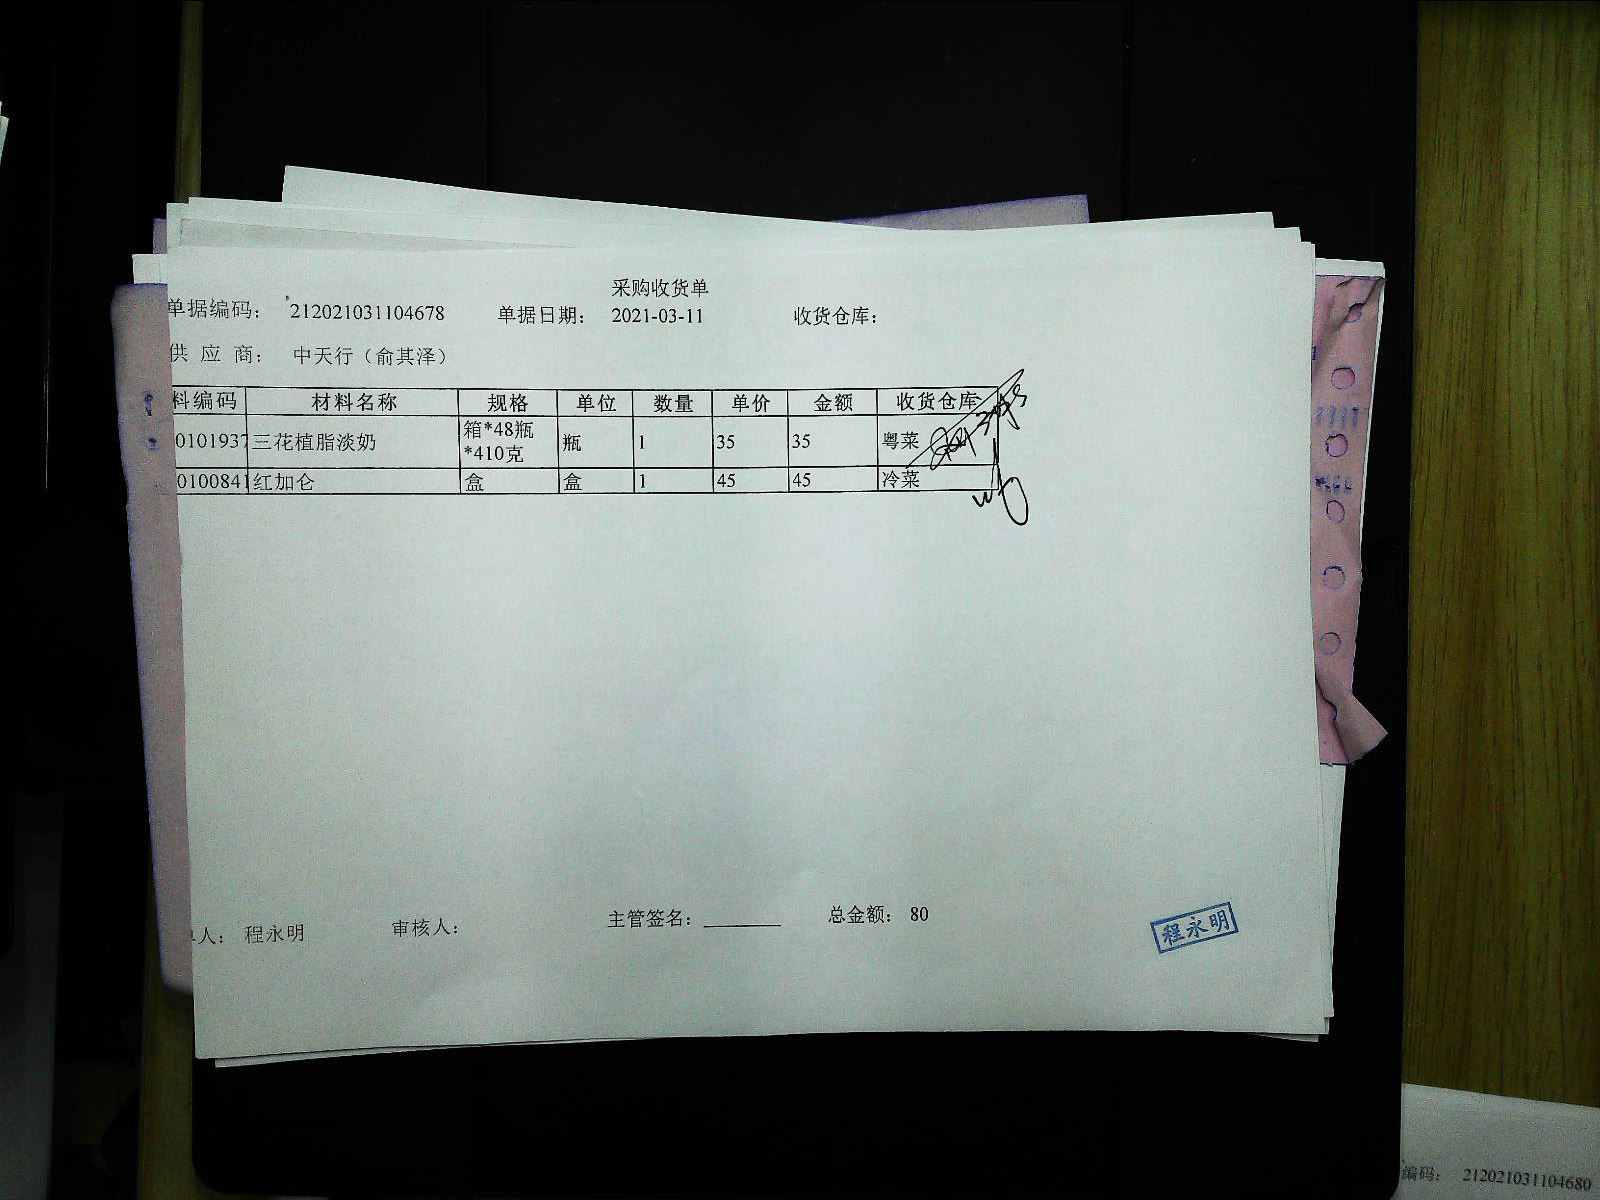 采购收货单
单据编码： 212021031104678 单据日期： 2021-03-11 收货仓库：
供 应 商： 中天行（俞其泽）
料编码 材料名称 规格 单位 数量 单价 金额 收货仓库
0101937 三花植脂淡奶 箱*48瓶*410克 瓶 1 35 35 粤菜
0100841 红加仑 盒 盒 1 45 45 冷菜
人： 程永明 审核人： 主管签名： 总金额： 80
程永明
编码： 212021031104680